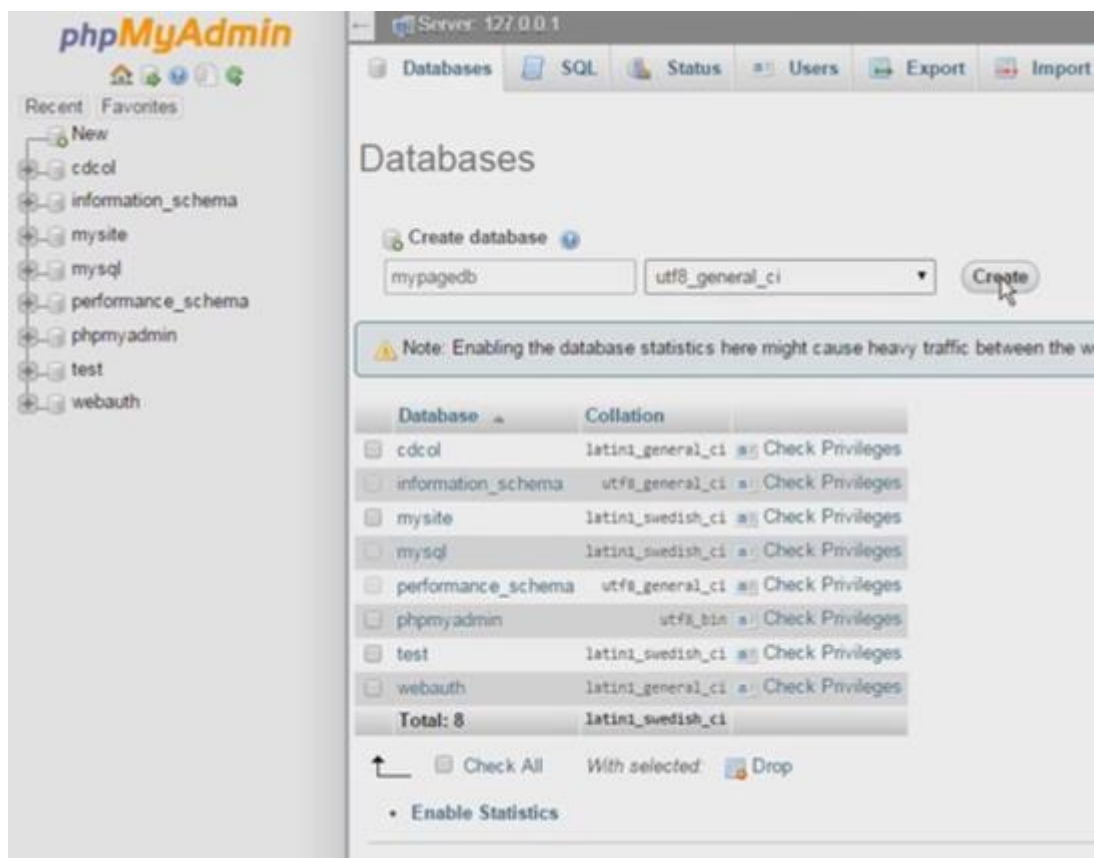 phpMyAdmin
Recent Favorites
New
cdcol
information_schema
mysite
mysql
performance_schema
phpmyadmin
test
webauth
Server: 127.0.0.1
Databases SQL Status Users Export Import
Databases
Create database
mypagedb utf8_general_ci Create
Note: Enabling the database statistics here might cause heavy traffic between the w
Database Collation
cdcol latin1_general_ci Check Privileges
information_schema utf8_general_ci Check Privileges
mysite latin1_swedish_ci Check Privileges
mysql latin1_swedish_ci Check Privileges
performance_schema utf8_general_ci Check Privileges
phpmyadmin utf8_bin Check Privileges
test latin1_swedish_ci Check Privileges
webauth latin1_general_ci Check Privileges
Total: 8 latin1_swedish_ci
Check All With selected: Drop
• Enable Statistics